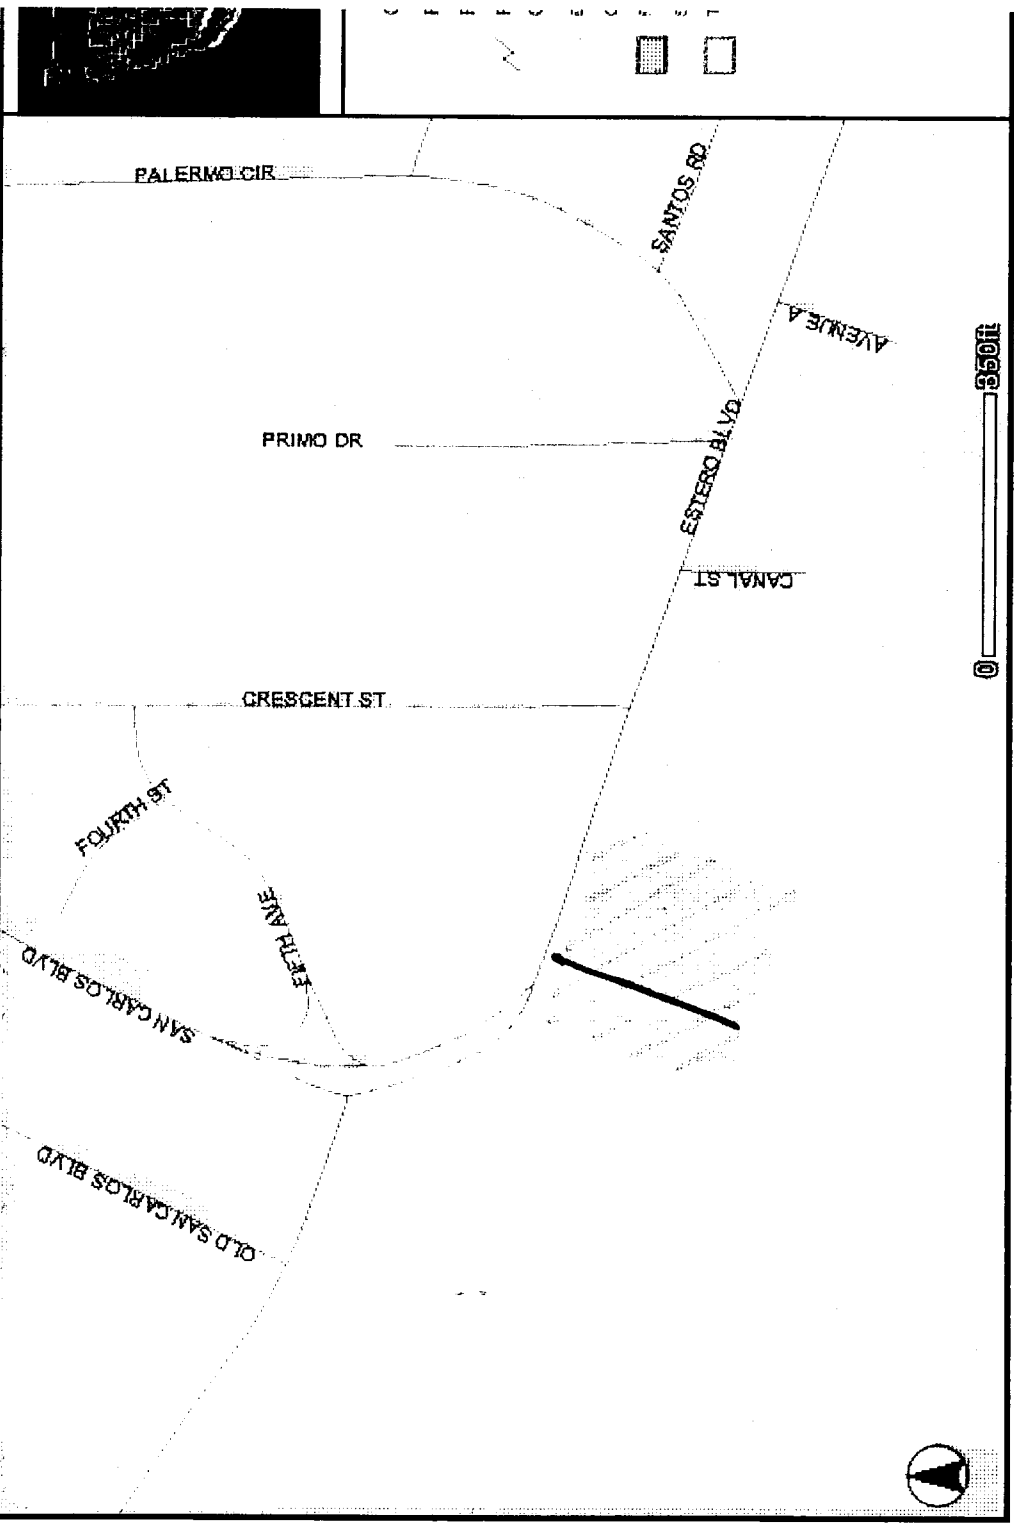 PALERMO CIR
SANTOS RD
AVENUE A
350ft
PRIMO DR
ESTERO BLVD
CANAL ST
0
CRESCENT ST
FOURTH ST
FIFTH AVE
SAN CARLOS BLVD
OLD SAN CARLOS BLVD